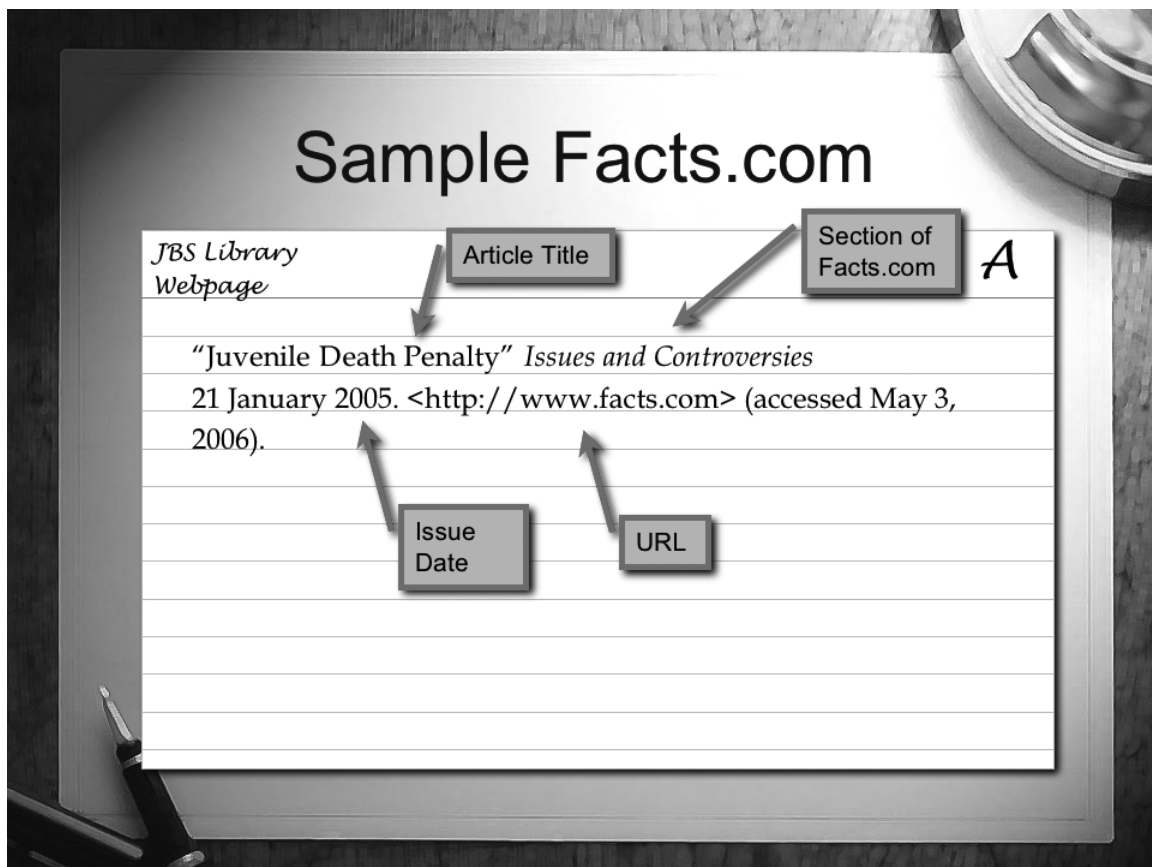 Sample Facts.com
JBS Library
Webpage
Article Title
Section of
Facts.com
A
“Juvenile Death Penalty” Issues and Controversies
21 January 2005. <http://www.facts.com> (accessed May 3,
2006).
Issue
Date
URL